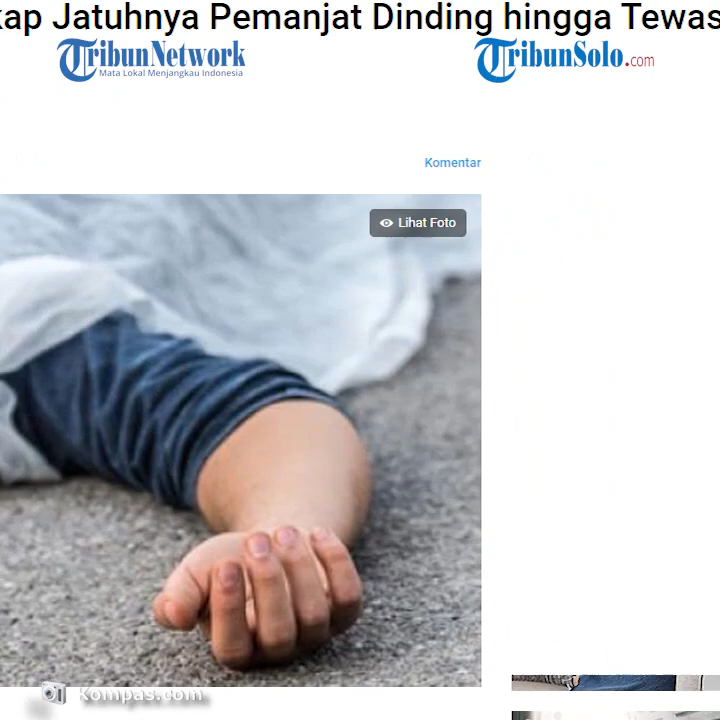 kap Jatuhnya Pemanjat Dinding hingga Tewas
TribunNetwork
Mata Lokal Menjangkau Indonesia
TribunSolo.com
Komentar
Lihat Foto
Kompas.com